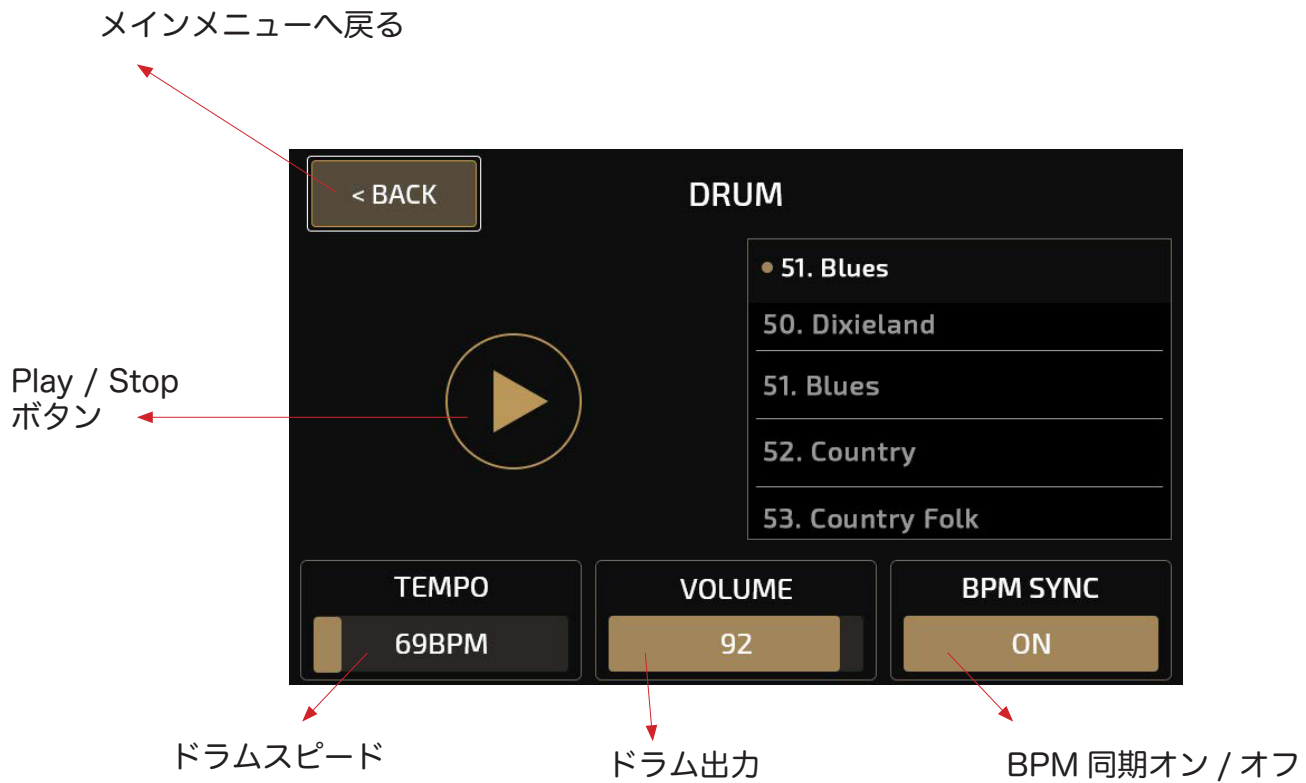 メインメニューへ戻る
< BACK
DRUM
51. Blues
50. Dixieland
51. Blues
52. Country
53. Country Folk
Play / Stop
ボタン
TEMPO
69BPM
VOLUME
92
BPM SYNC
ON
ドラムスピード
ドラム出力
BPM 同期オン / オフ